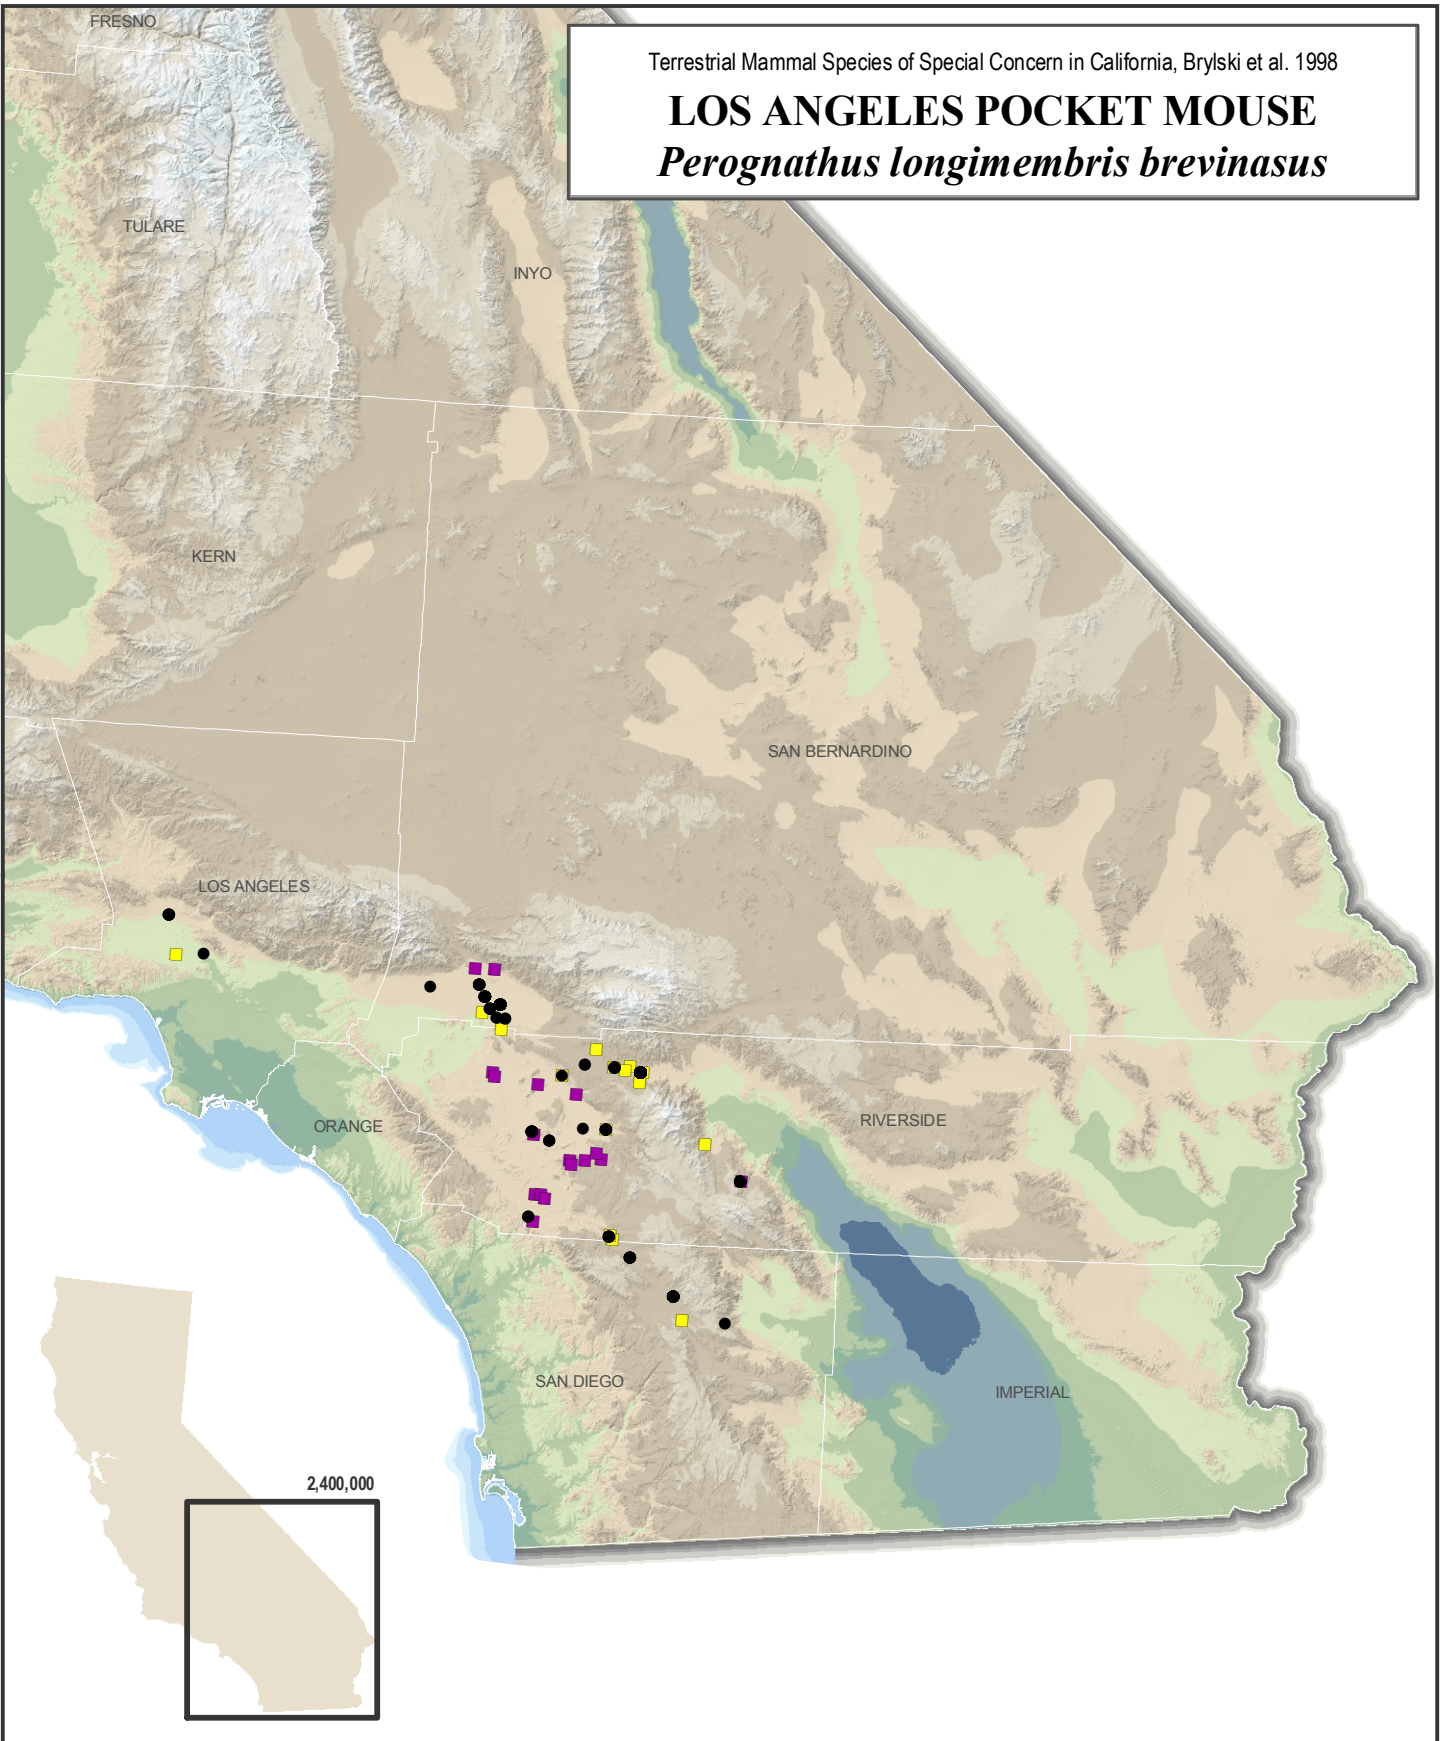 FRESNO
Terrestrial Mammal Species of Special Concern in California, Brylski et al. 1998
LOS ANGELES POCKET MOUSE
Perognathus longimembris brevinasus
TULARE
INYO
KERN
SAN BERNARDINO
LOS ANGELES
RIVERSIDE
ORANGE
SAN DIEGO
IMPERIAL
2,400,000